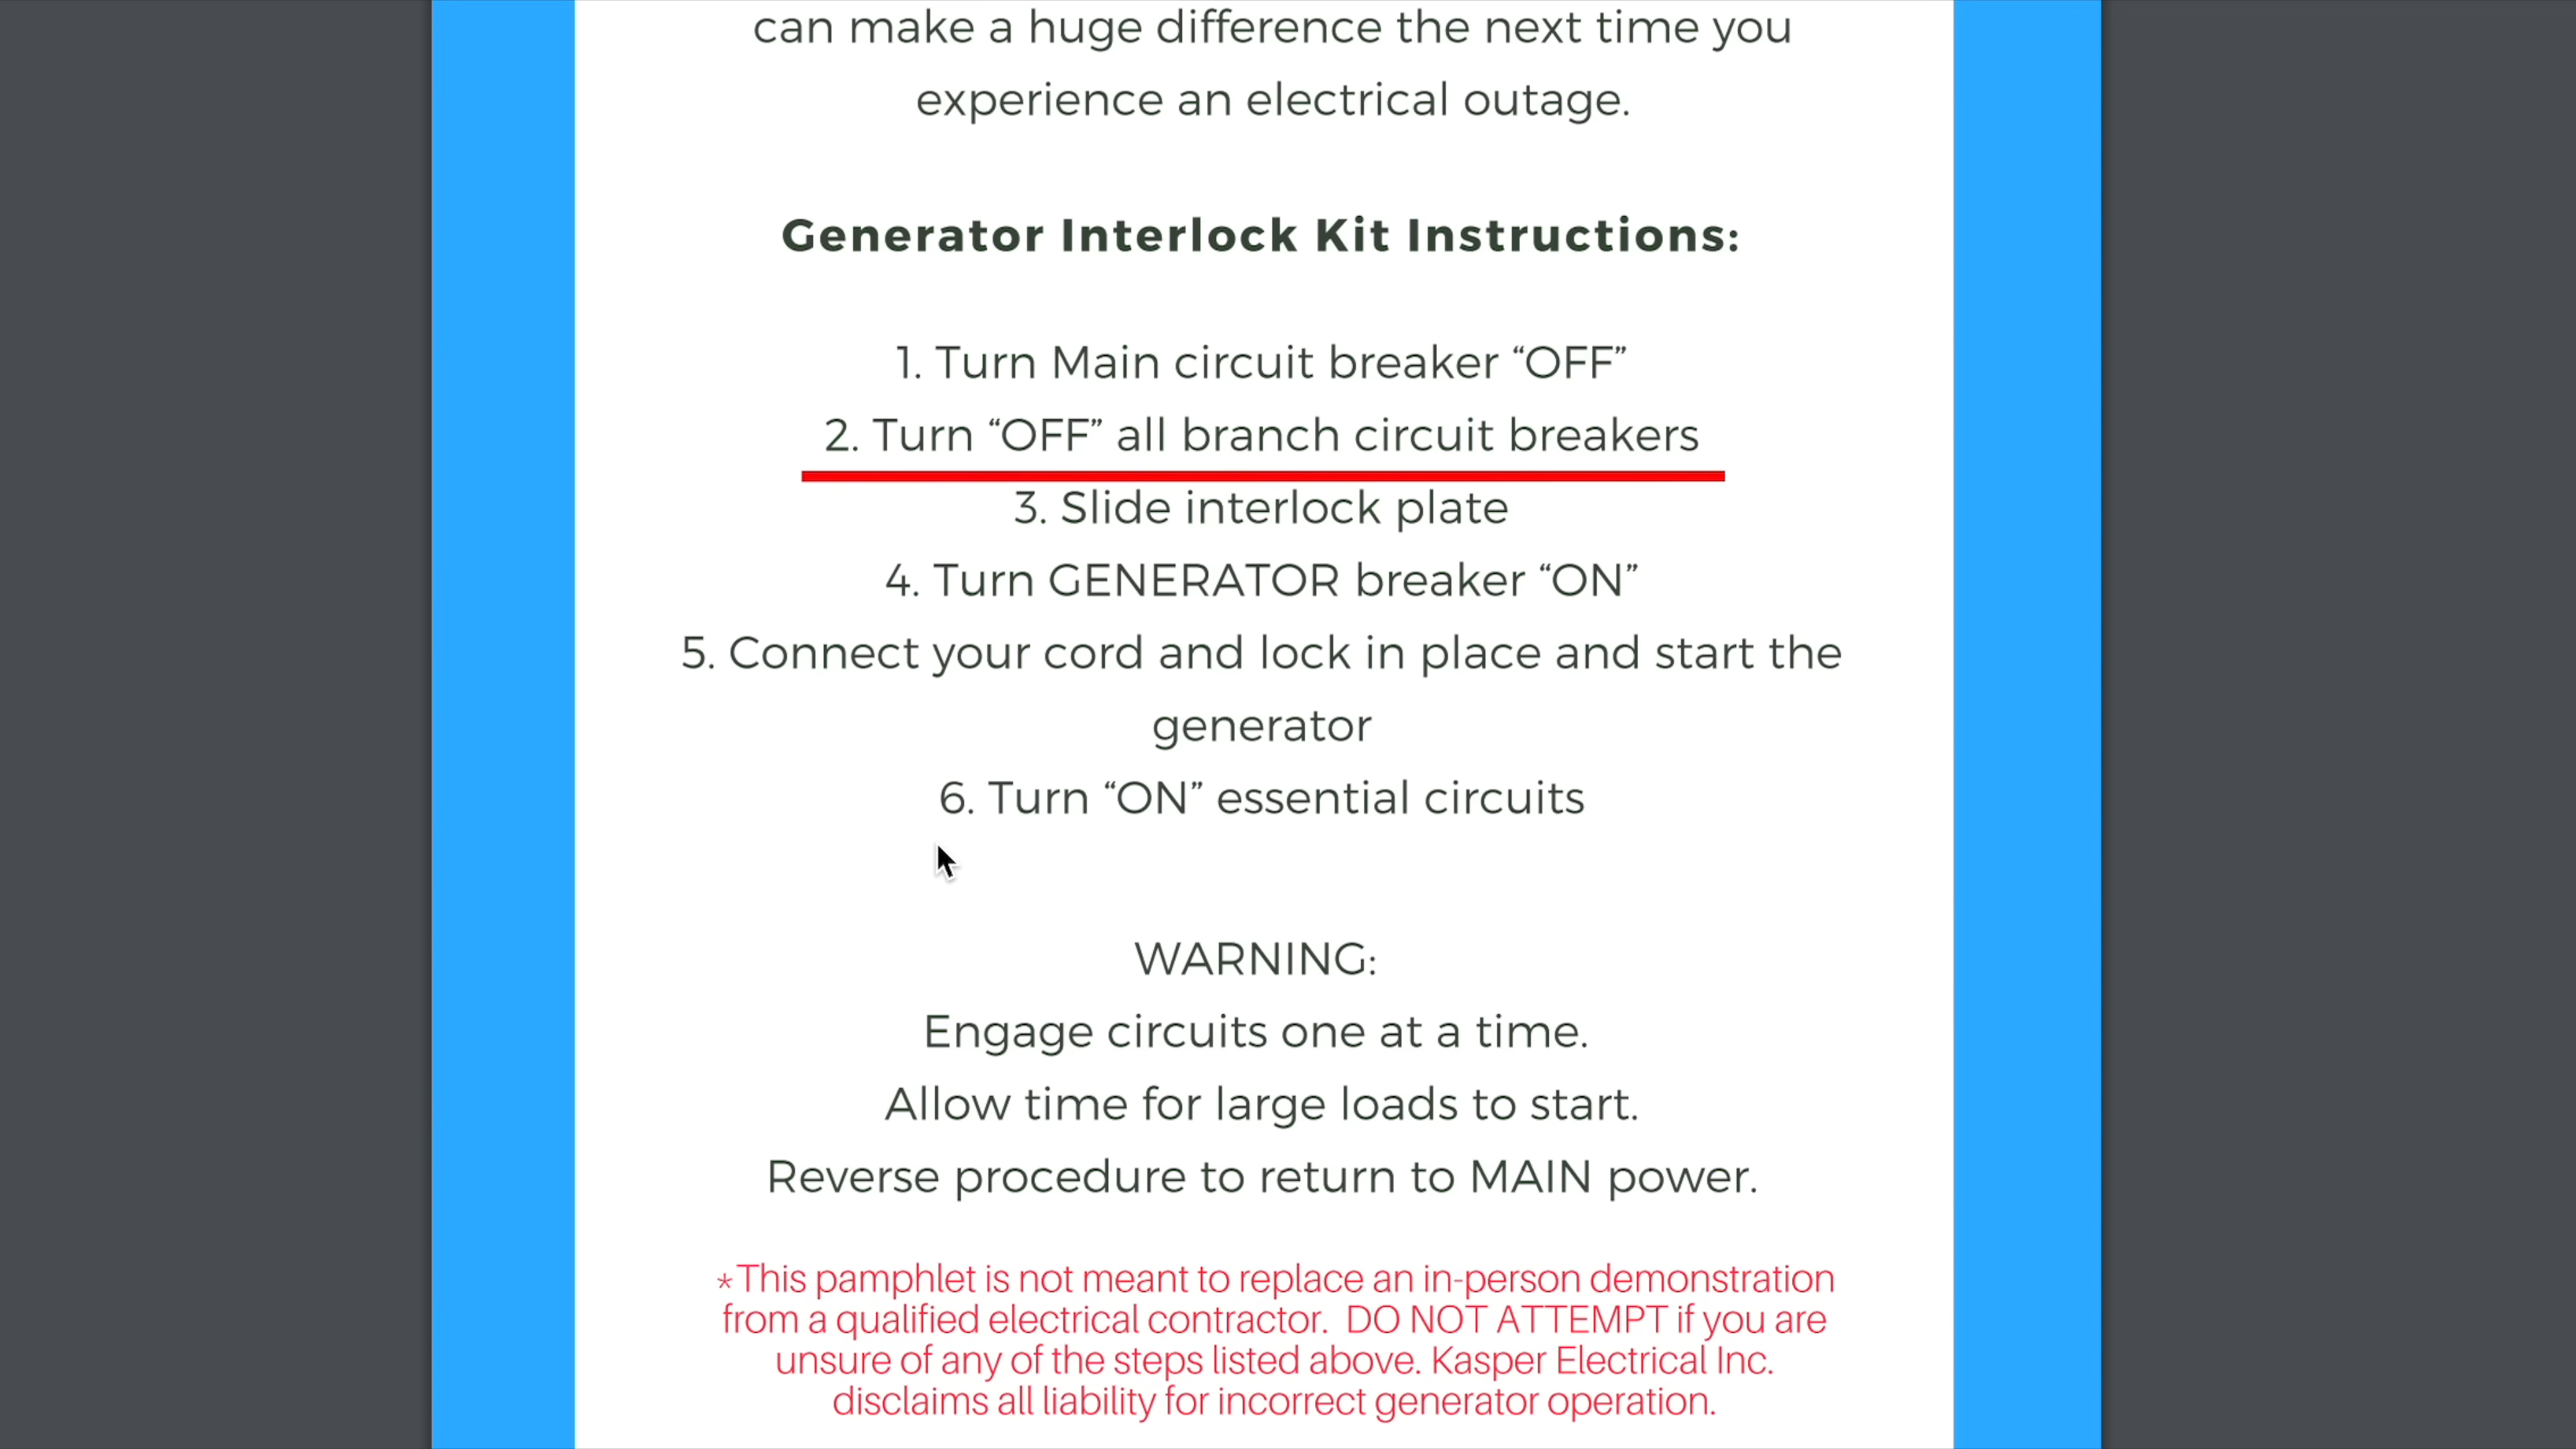 can make a huge difference the next time you
experience an electrical outage.
Generator Interlock Kit Instructions:
1. Turn Main circuit breaker “OFF”
2. Turn “OFF” all branch circuit breakers
3. Slide interlock plate
4. Turn GENERATOR breaker “ON”
5. Connect your cord and lock in place and start the
generator
6. Turn “ON” essential circuits
WARNING:
Engage circuits one at a time.
Allow time for large loads to start.
Reverse procedure to return to MAIN power.
*This pamphlet is not meant to replace an in-person demonstration
from a qualified electrical contractor.  DO NOT ATTEMPT if you are
unsure of any of the steps listed above. Kasper Electrical Inc.
disclaims all liability for incorrect generator operation.